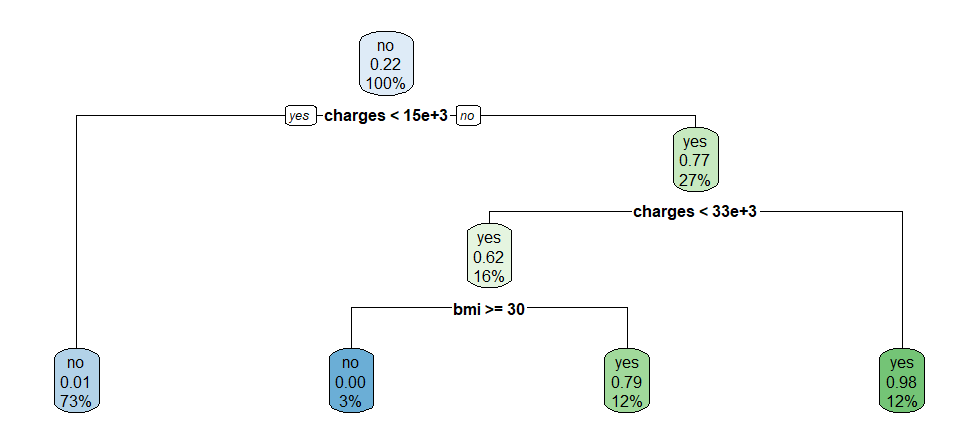 no
0.22
100%
yes charges < 15e+3 no
yes
0.77
27%
charges < 33e+3
yes
0.62
16%
bmi >= 30
no
0.01
73%
no
0.00
3%
yes
0.79
12%
yes
0.98
12%